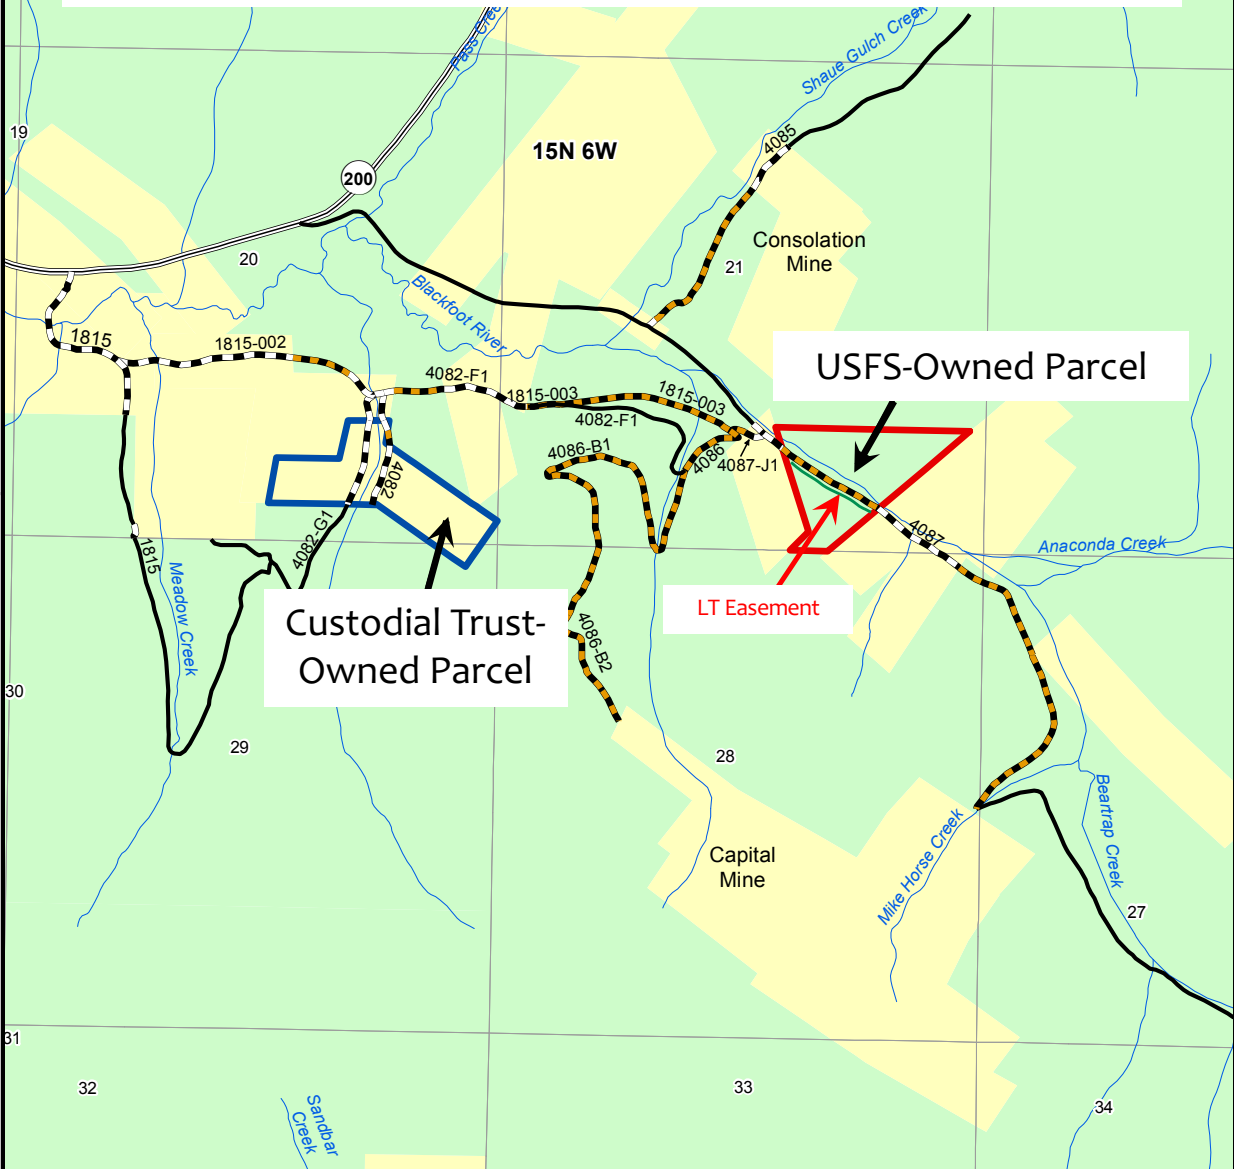 Pass Creek
Shaue Gulch Creek
19
15N 6W
4085
200
Consolation
Mine
20
21
Blackfoot River
1815
1815-002
USFS-Owned Parcel
4082-F1
1815-003
1815-003
4082-F1
4086-B1
4086
4087-J1
4082
4082-G1
4087
Anaconda Creek
1815
Meadow Creek
LT Easement
Custodial Trust-
Owned Parcel
4086-B2
30
29
28
Beartrap Creek
Mike Horse Creek
Capital
Mine
27
31
32
33
34
Sandbar
Creek